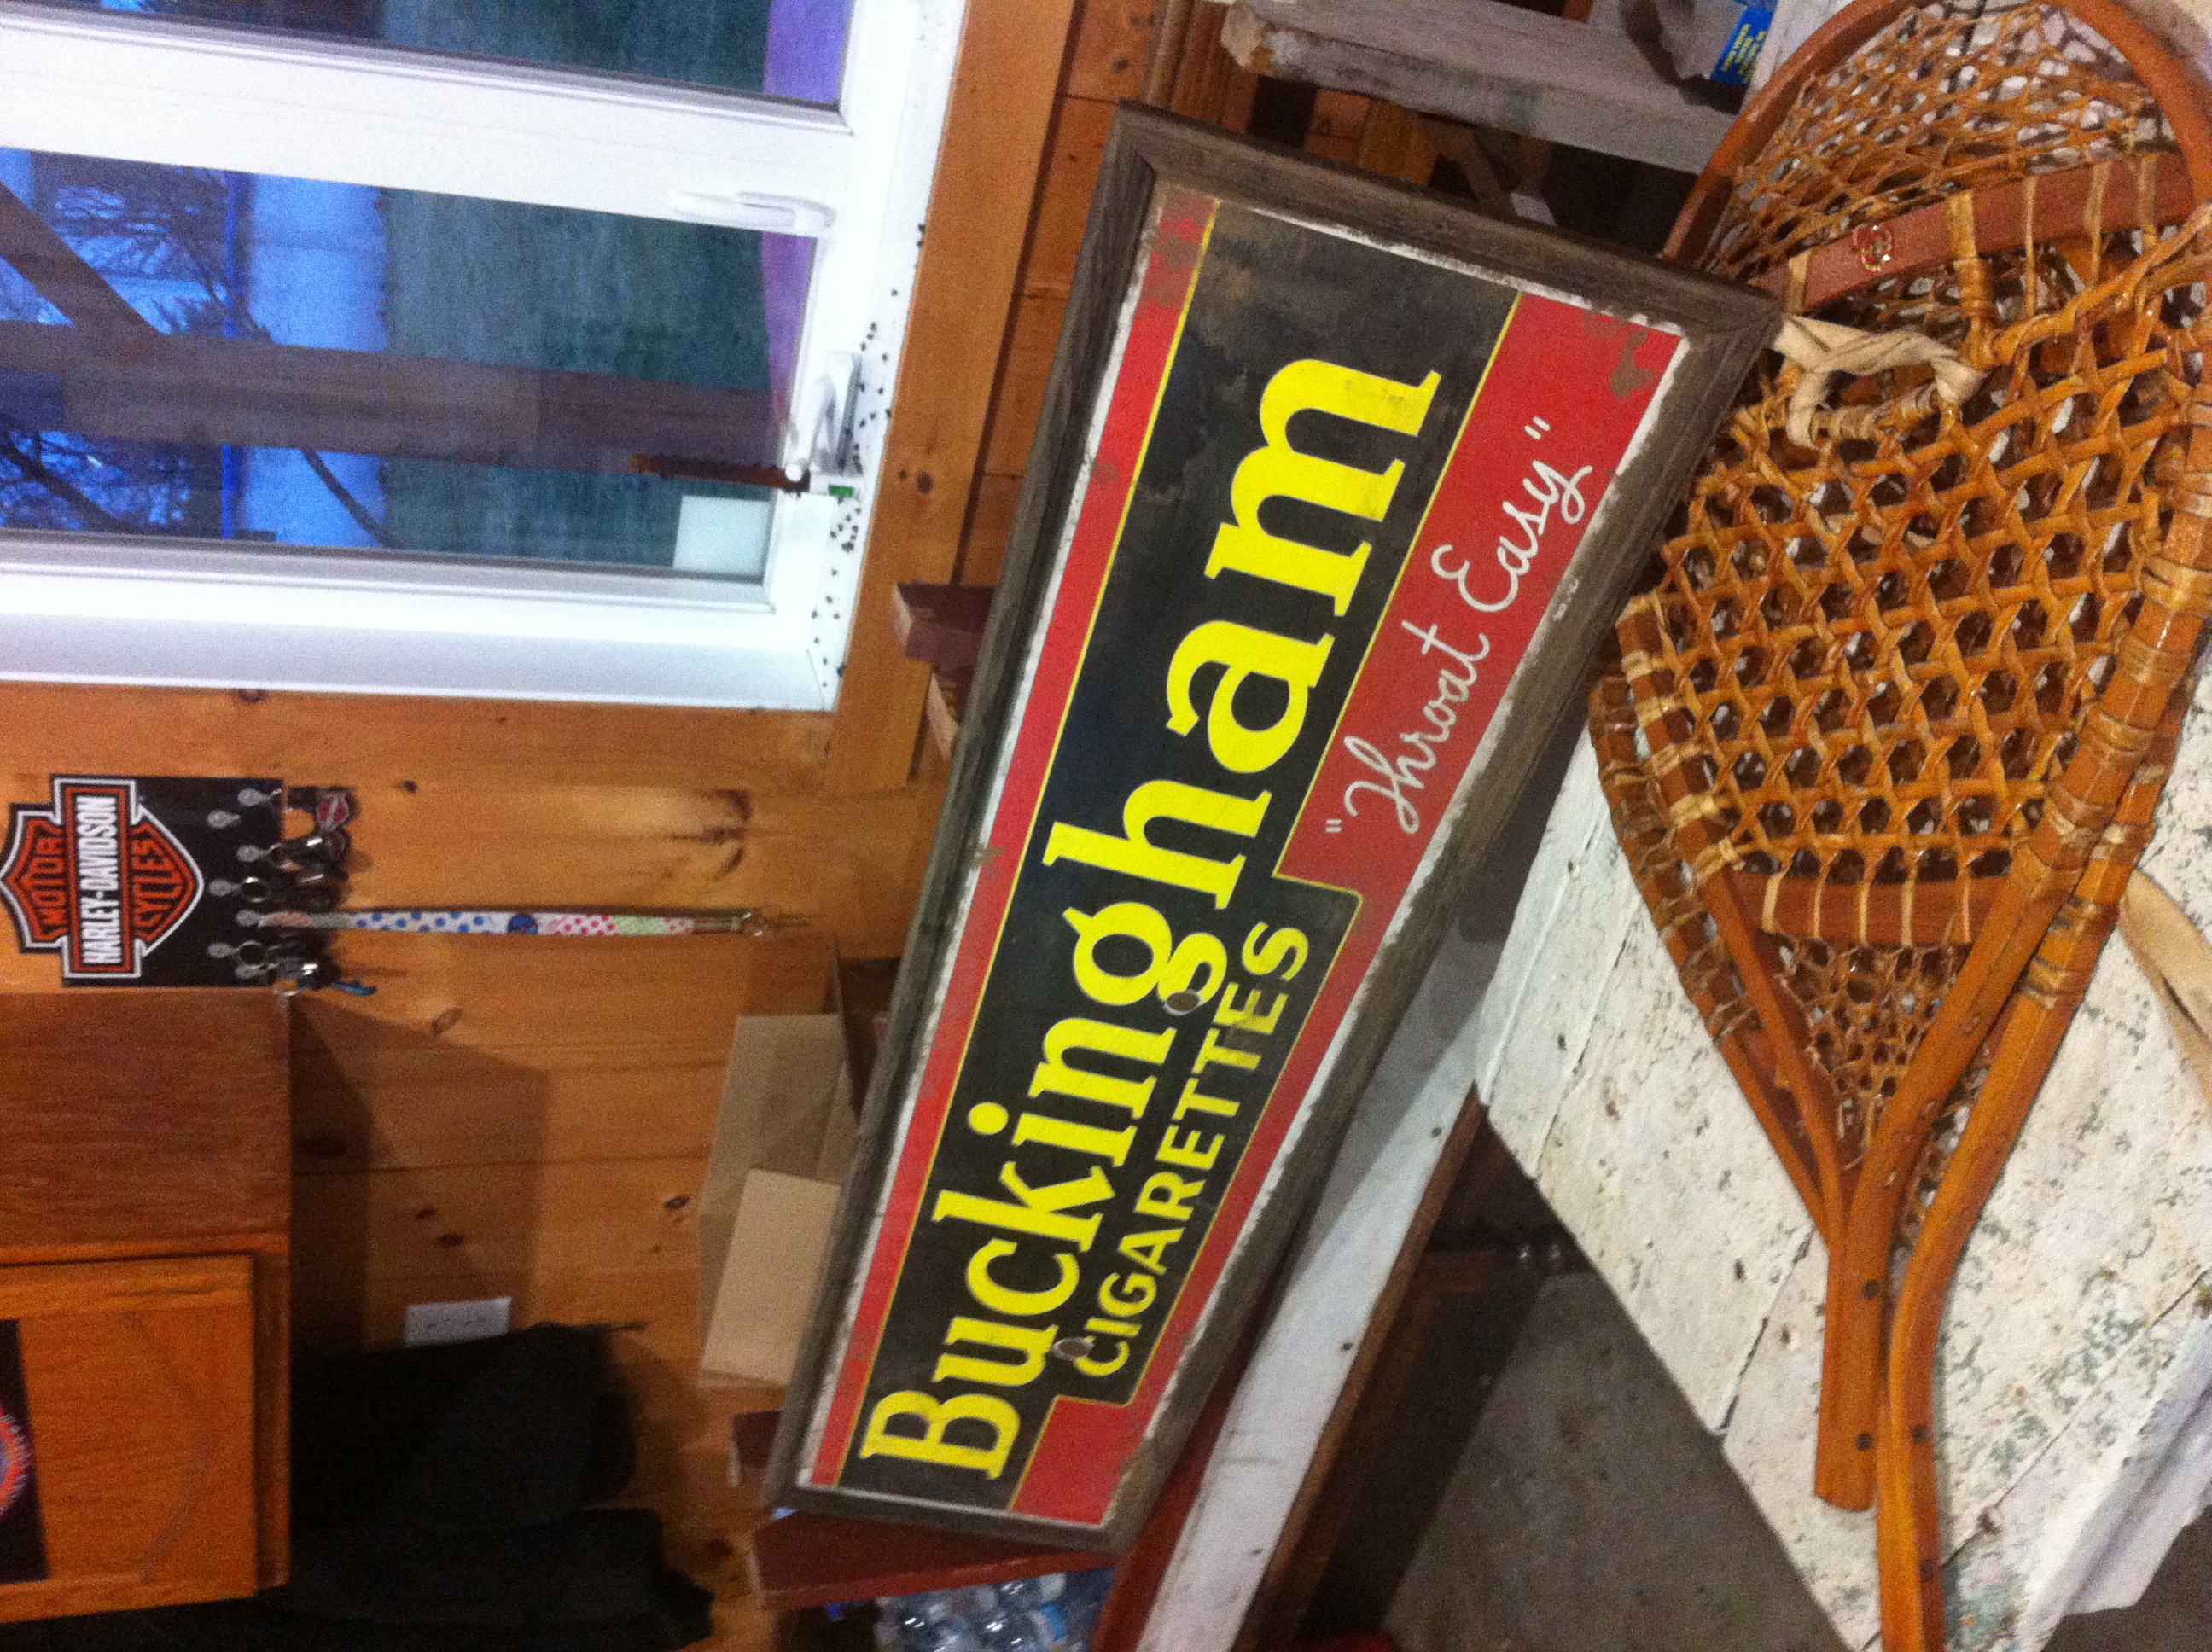 Buckingham
CIGARETTES
"Throat Easy"
MOTOR
HARLEY-DAVIDSON
CYCLES